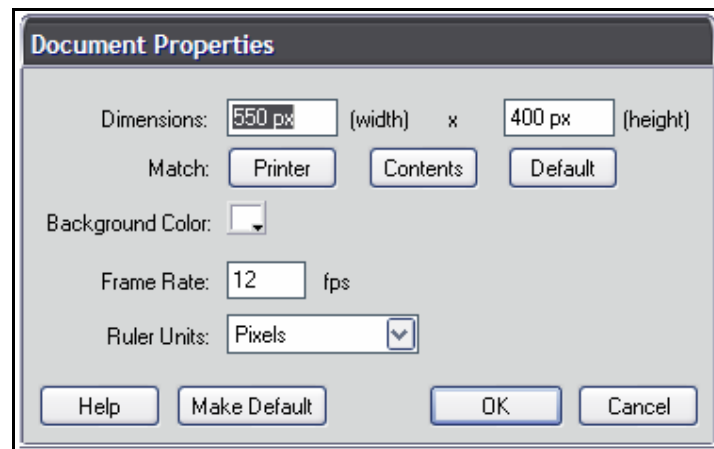 Document Properties
Dimensions: 550 px (width) x 400 px (height)
Match: Printer Contents Default
Background Color:
Frame Rate: 12 fps
Ruler Units: Pixels
Help Make Default OK Cancel